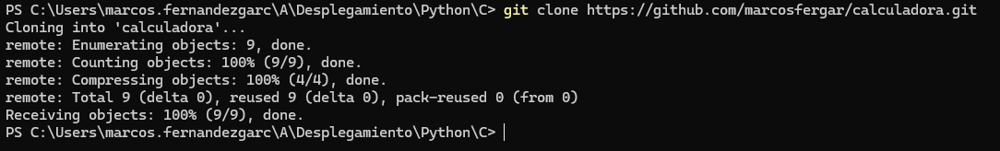 PS C:\Users\marcos.fernandezgarc\A\Desplegamiento\Python\C> git clone https://github.com/marcosfergar/calculadora.git
Cloning into 'calculadora'...
remote: Enumerating objects: 9, done.
remote: Counting objects: 100% (9/9), done.
remote: Compressing objects: 100% (4/4), done.
remote: Total 9 (delta 0), reused 9 (delta 0), pack-reused 0 (from 0)
Receiving objects: 100% (9/9), done.
PS C:\Users\marcos.fernandezgarc\A\Desplegamiento\Python\C>